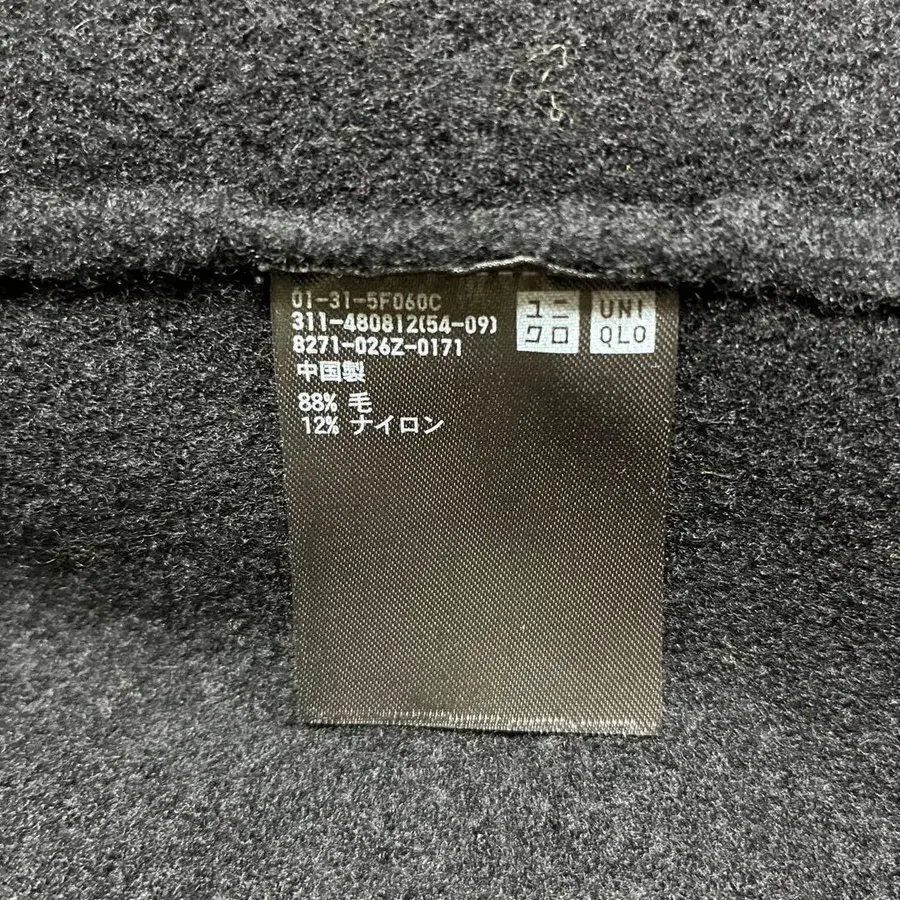 01-31-5F060C
311-480812(54-09)
8271-026Z-0171
中国製
88% 毛
12% ナイロン
ユニ
クロ
UNI
QLO